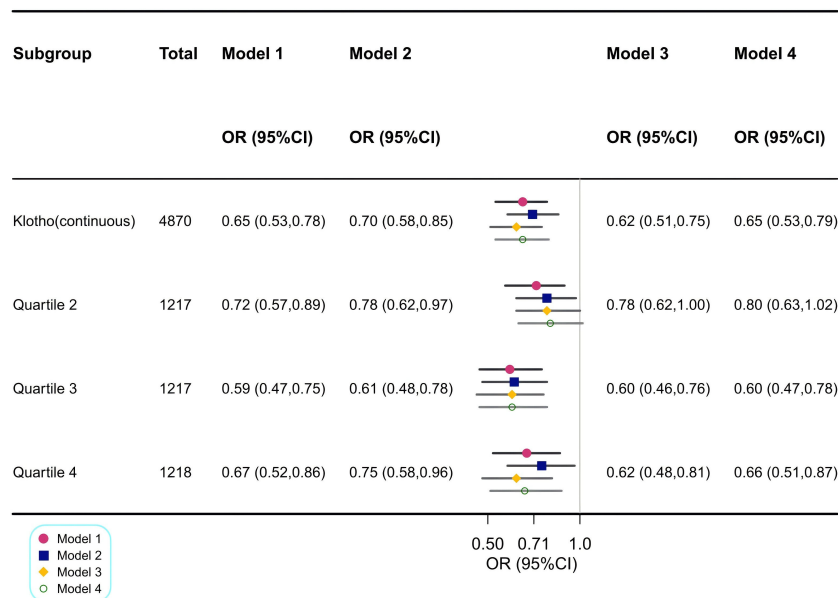 Subgroup Total Model 1 Model 2 Model 3 Model 4
OR (95%CI) OR (95%CI) OR (95%CI) OR (95%CI)
Klotho(continuous) 4870 0.65 (0.53,0.78) 0.70 (0.58,0.85) 0.62 (0.51,0.75) 0.65 (0.53,0.79)
Quartile 2 1217 0.72 (0.57,0.89) 0.78 (0.62,0.97) 0.78 (0.62,1.00) 0.80 (0.63,1.02)
Quartile 3 1217 0.59 (0.47,0.75) 0.61 (0.48,0.78) 0.60 (0.46,0.76) 0.60 (0.47,0.78)
Quartile 4 1218 0.67 (0.52,0.86) 0.75 (0.58,0.96) 0.62 (0.48,0.81) 0.66 (0.51,0.87)
0.50 0.71 1.0
OR (95%CI)
Model 1
Model 2
Model 3
Model 4